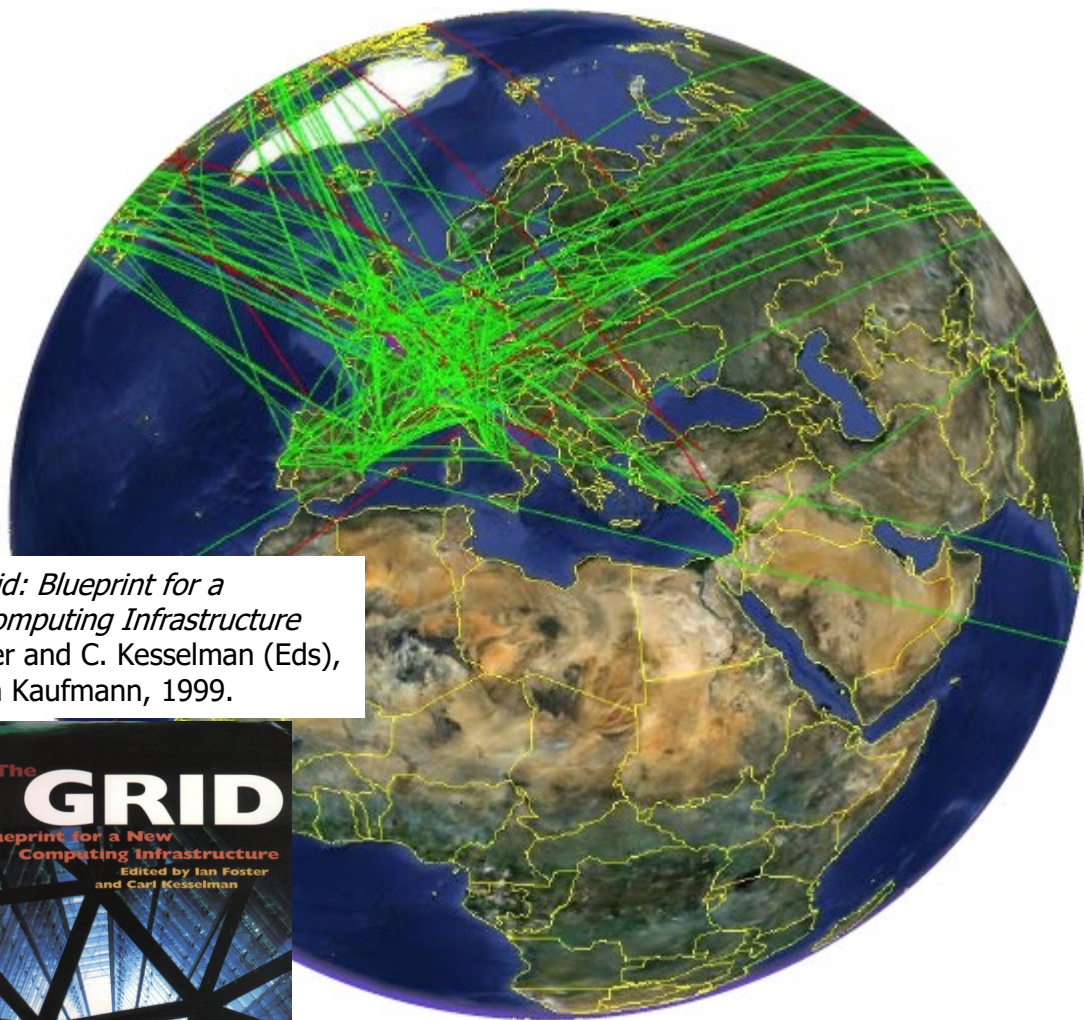 id: Blueprint for a
omputing Infrastructure
er and C. Kesselman (Eds),
n Kaufmann, 1999.
The
GRID
ueprint for a New
Computing Infrastructure
Edited by Ian Foster
and Carl Kesselman